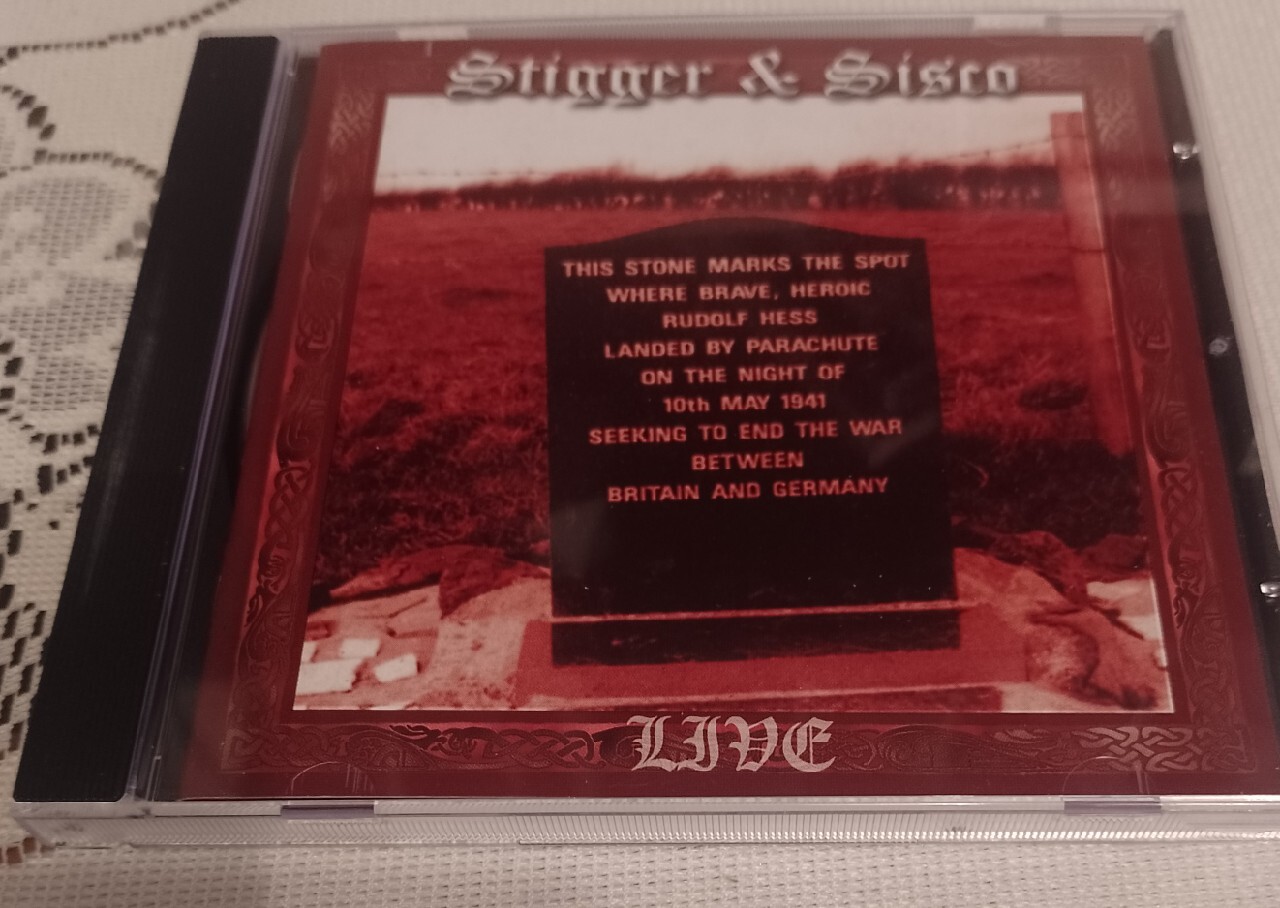 Stigger & Sisco
THIS STONE MARKS THE SPOT
WHERE BRAVE, HEROIC
RUDOLF HESS
LANDED BY PARACHUTE
ON THE NIGHT OF
10th MAY 1941
SEEKING TO END THE WAR
BETWEEN
BRITAIN AND GERMANY
LIVE